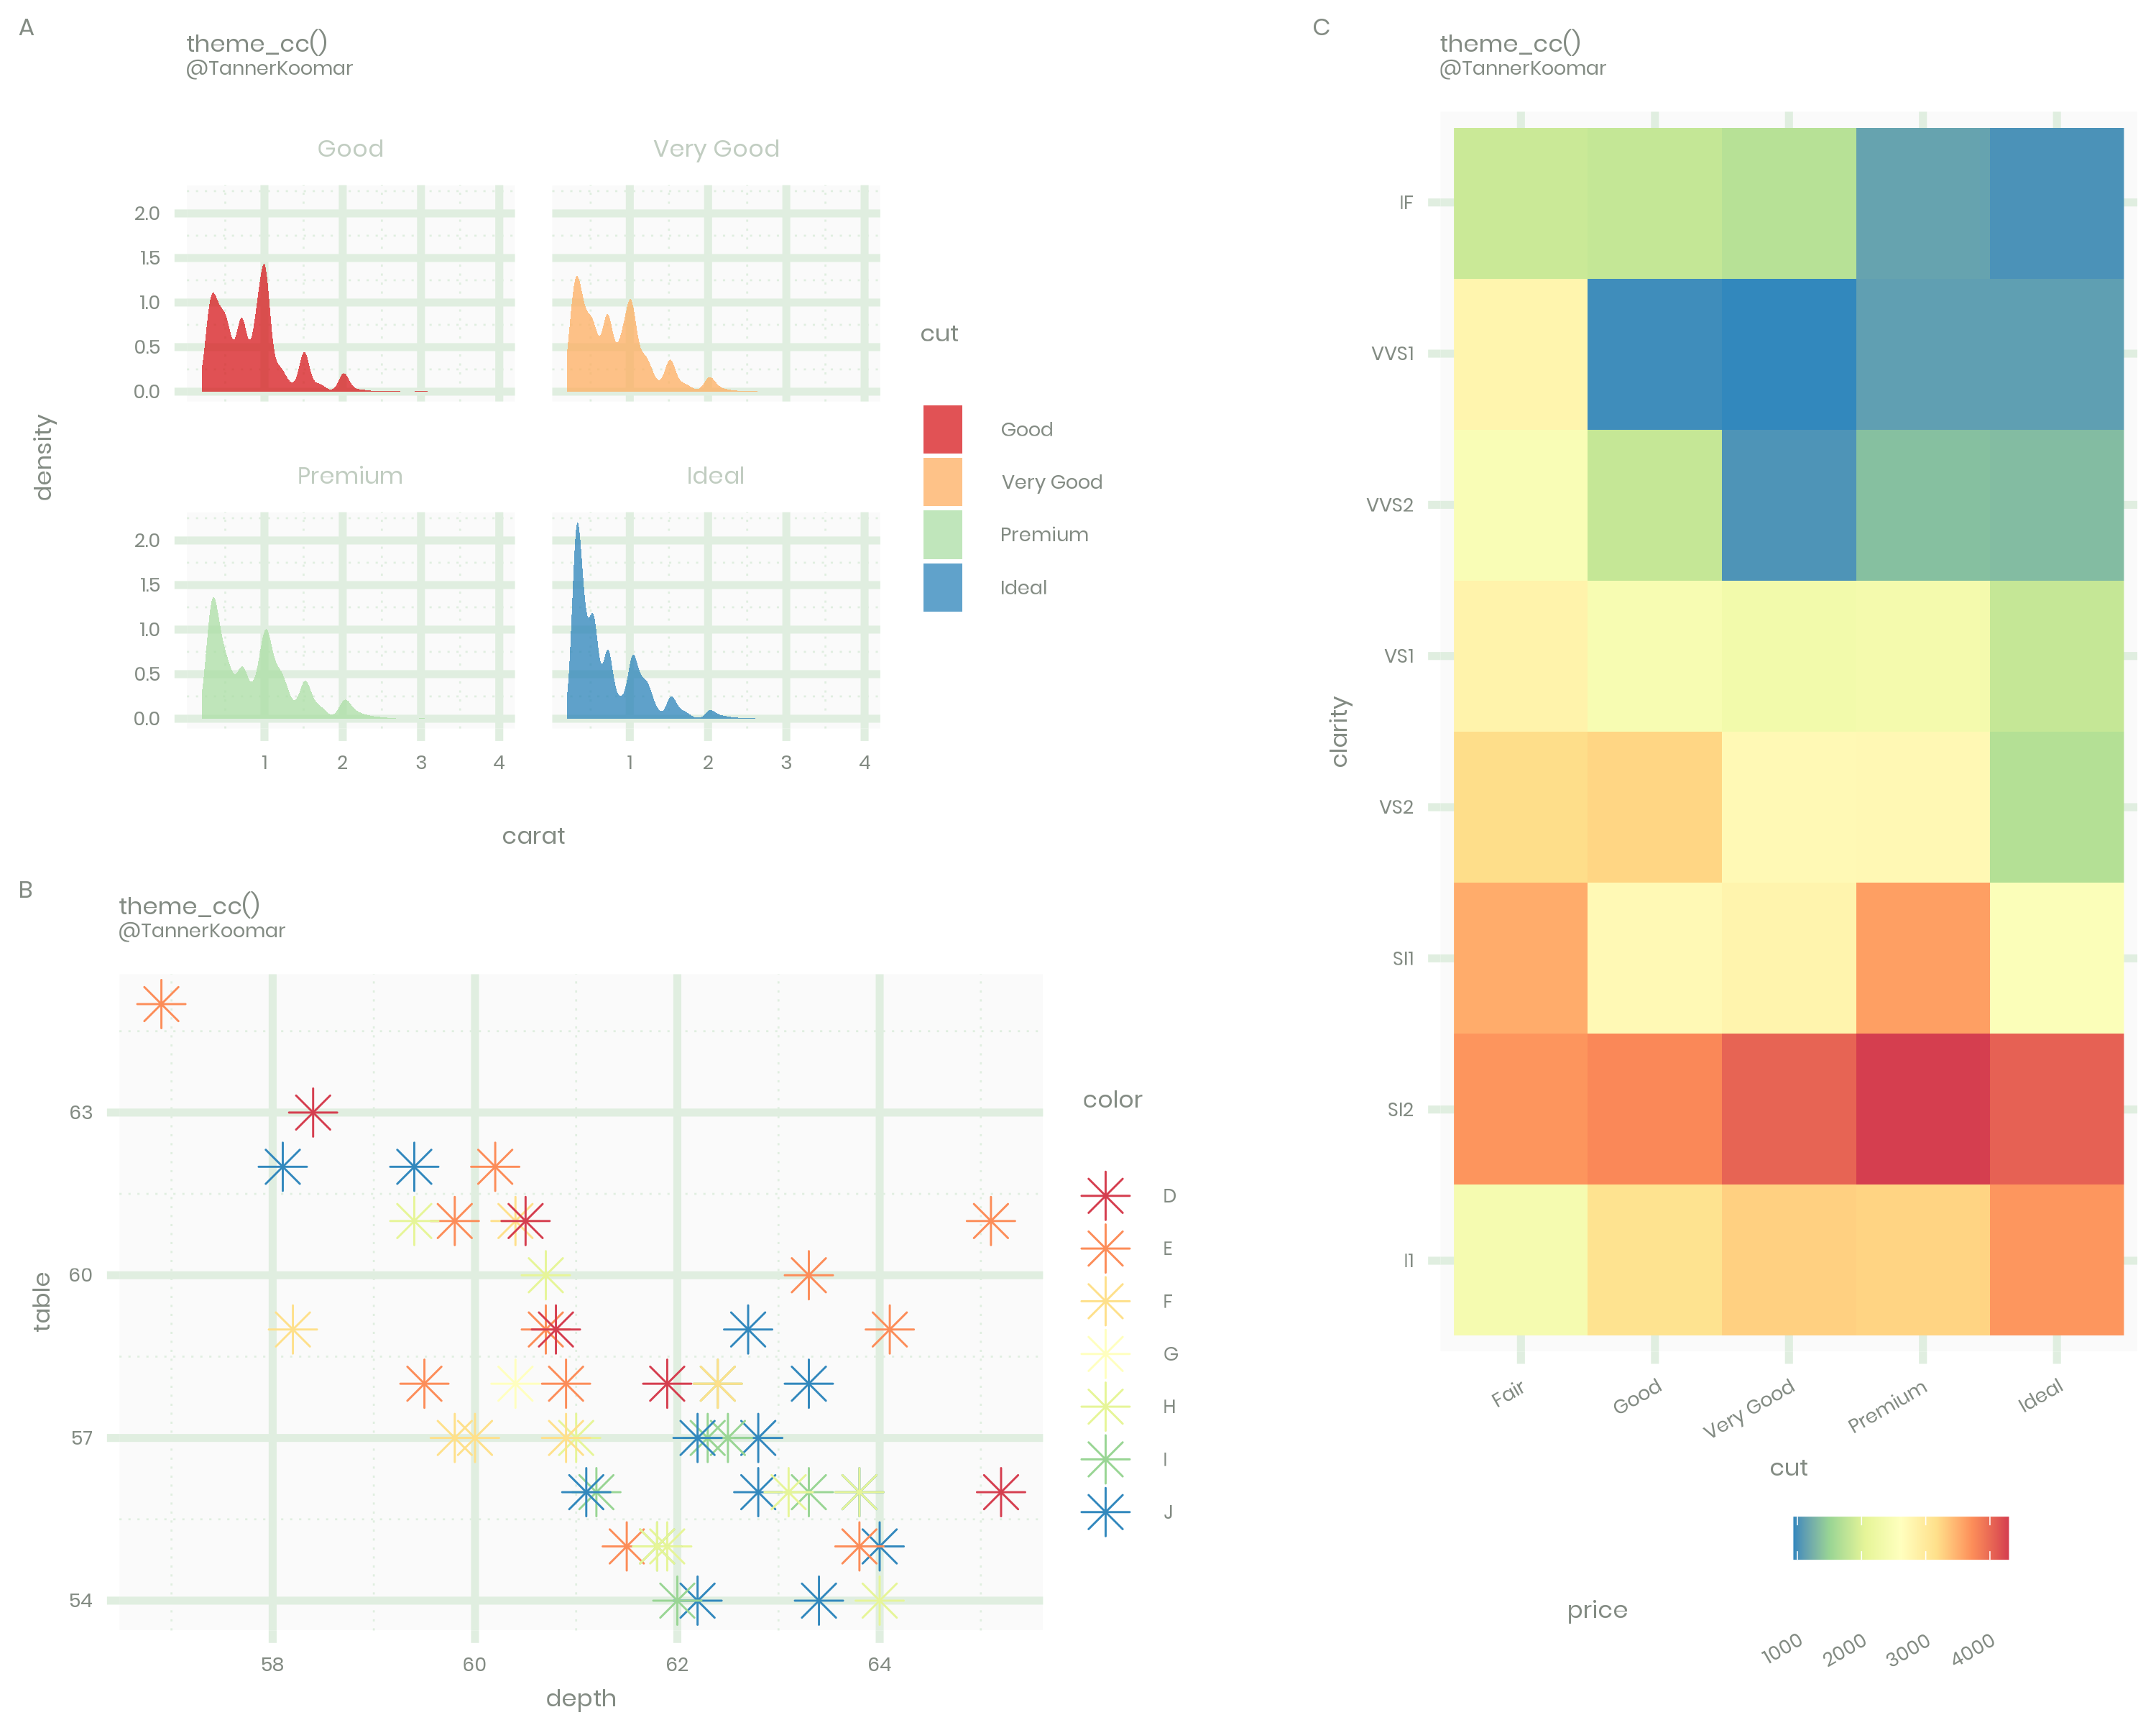 A
theme_cc()
@TannerKoomar
Good
Very Good
2.0
1.5
1.0
0.5
0.0
Premium
Ideal
2.0
1.5
1.0
0.5
0.0
1 2 3 4
1 2 3 4
density
carat
cut
Good
Very Good
Premium
Ideal
B
theme_cc()
@TannerKoomar
63
60
57
54
58 60 62 64
table
depth
color
D
E
F
G
H
I
J
C
theme_cc()
@TannerKoomar
IF
VVS1
VVS2
VS1
VS2
SI1
SI2
I1
clarity
Fair Good Very Good Premium Ideal
cut
price
1000 2000 3000 4000